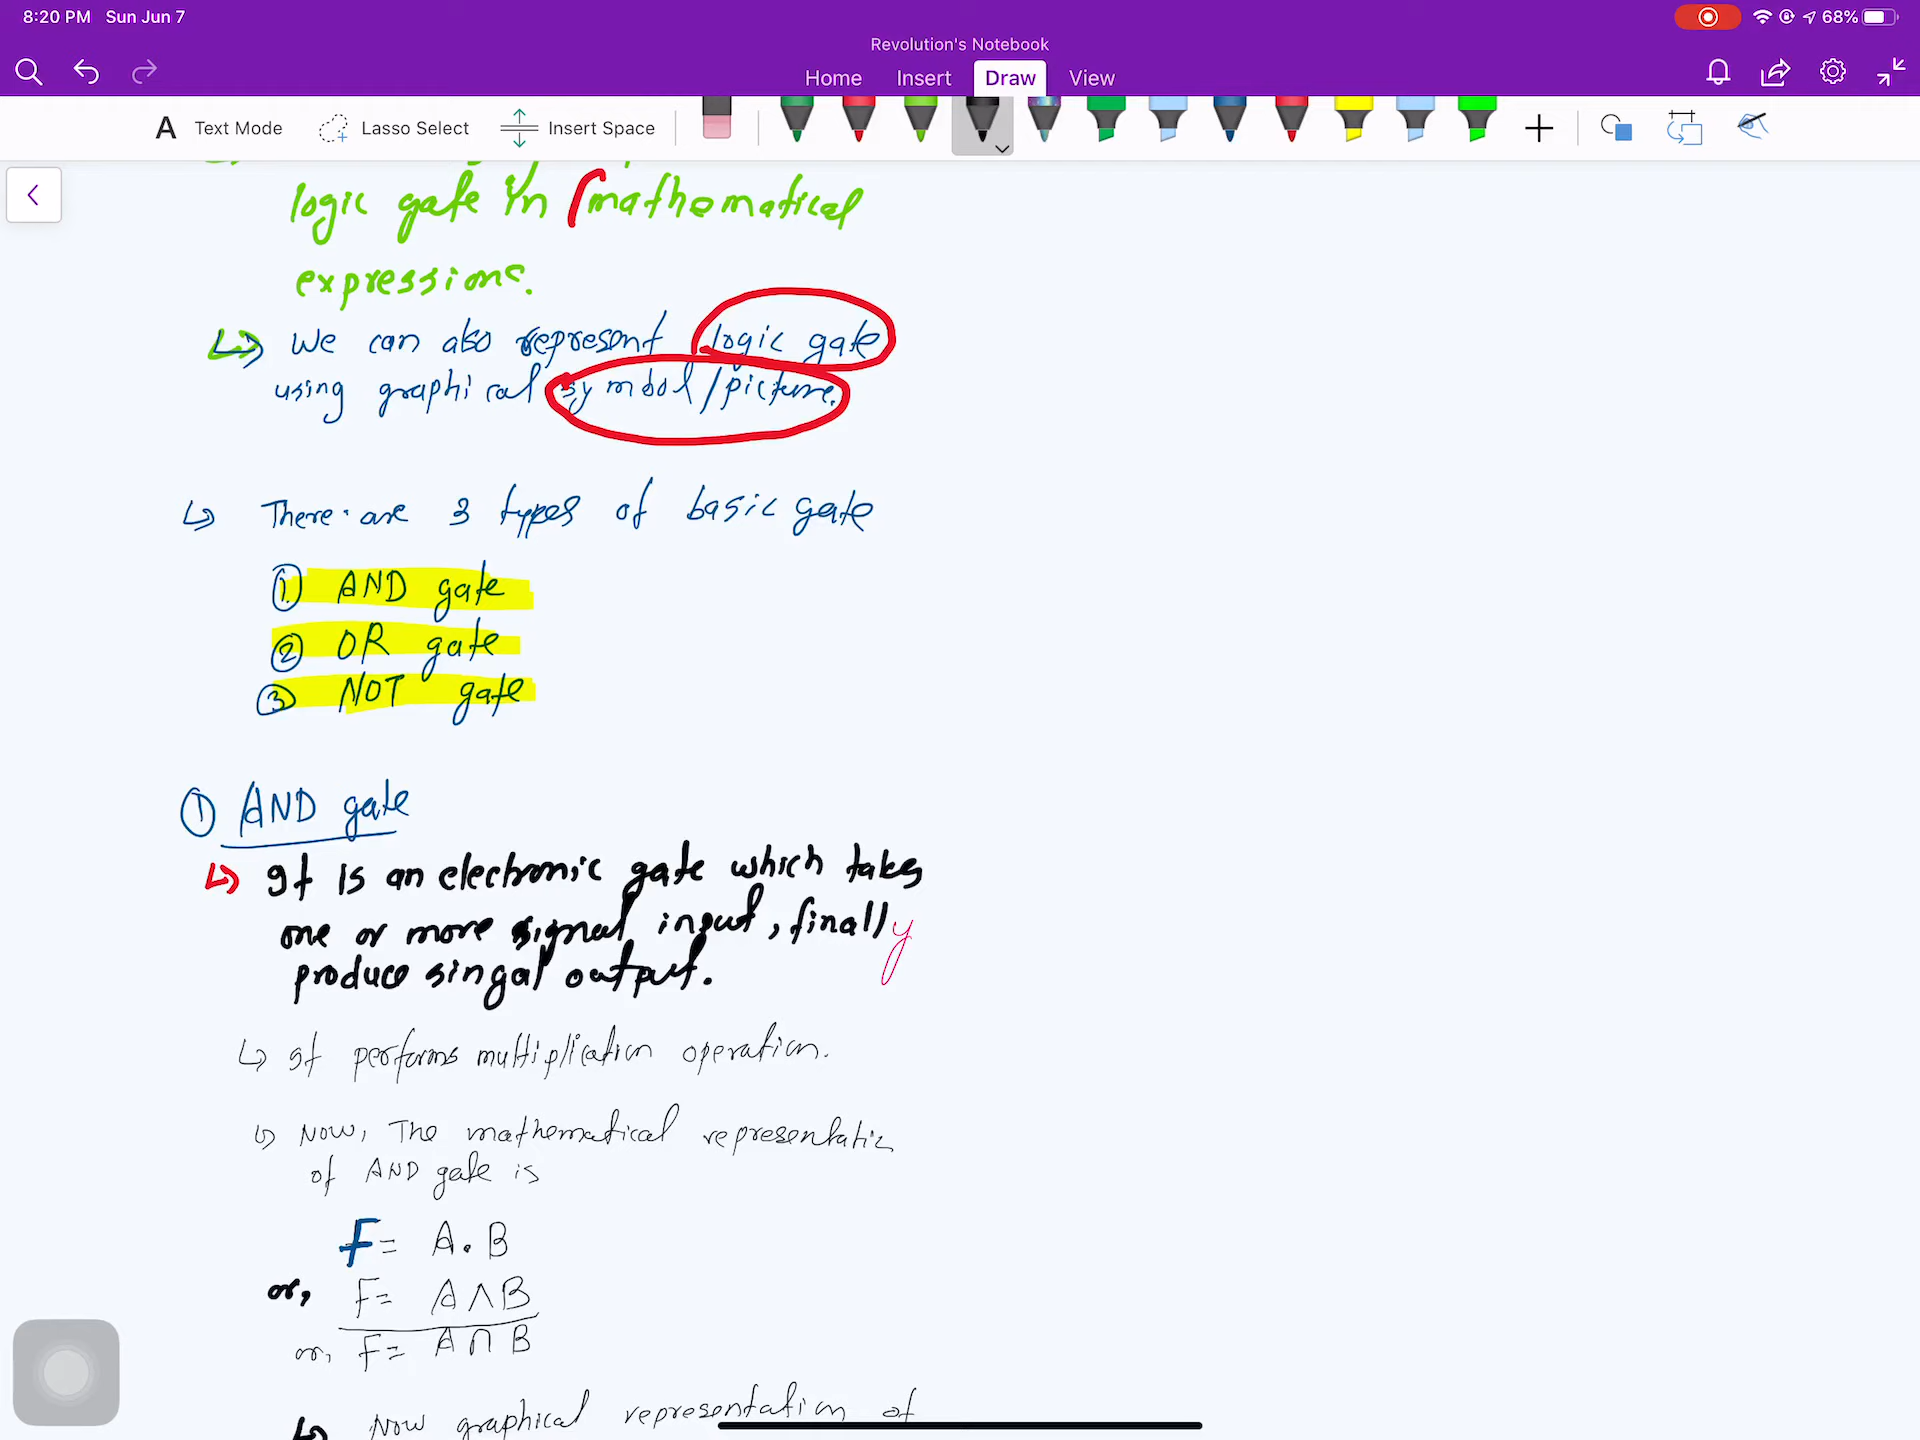 8:20 PM Sun Jun 7
68%
Revolution's Notebook
Home Insert Draw View
A Text Mode Lasso Select Insert Space
logic gate in mathematical
expressions.
↳ We can also represent logic gate
using graphical symbol/picture.
↳ There are 3 types of basic gate
① AND gate
② OR gate
③ NOT gate
① AND gate
↳ It is an electronic gate which takes
one or more signal input, finally
produce singal output.
↳ It performs multiplication operation.
↳ Now, The mathematical representatic
of AND gate is
F = A.B
or, F = A∧B
or, F = A∩B
↳ Now graphical representation of